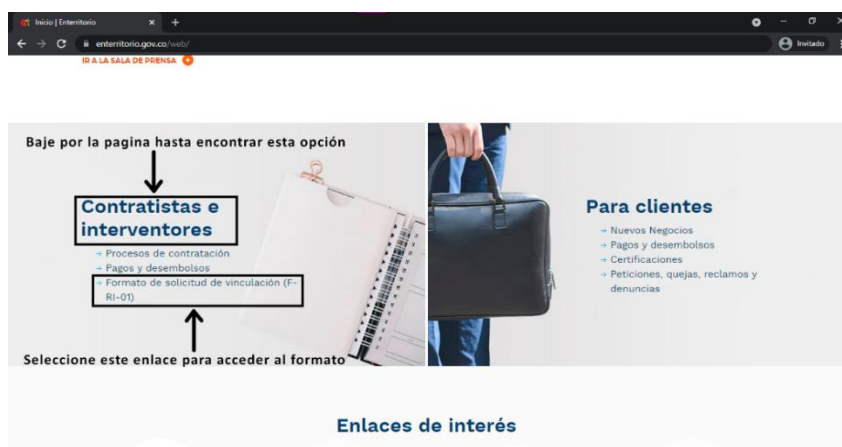 Inicio | Enterritorio
enterritorio.gov.co/web/
Invitado
IR A LA SALA DE PRENSA
Baje por la pagina hasta encontrar esta opción
Contratistas e
interventores
Procesos de contratación
Pagos y desembolsos
Formato de solicitud de vinculación (F-
RI-01)
Seleccione este enlace para acceder al formato
Para clientes
Nuevos Negocios
Pagos y desembolsos
Certificaciones
Peticiones, quejas, reclamos y
denuncias
Enlaces de interés